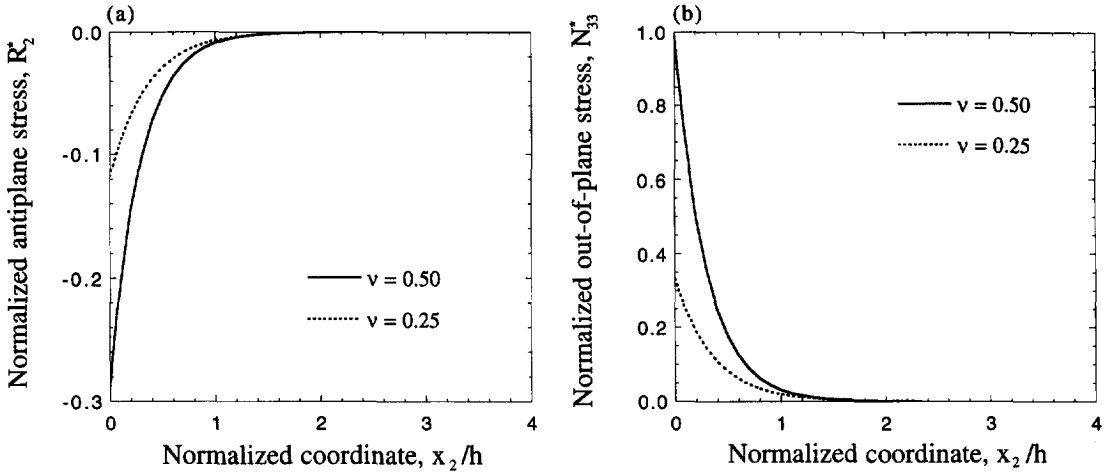 (a)
Normalized antiplane stress, R*2
0.0
-0.1
-0.2
-0.3
ν = 0.50
ν = 0.25
0 1 2 3 4
Normalized coordinate, x2/h
(b)
Normalized out-of-plane stress, N*33
1.0
0.8
0.6
0.4
0.2
0.0
ν = 0.50
ν = 0.25
0 1 2 3 4
Normalized coordinate, x2/h